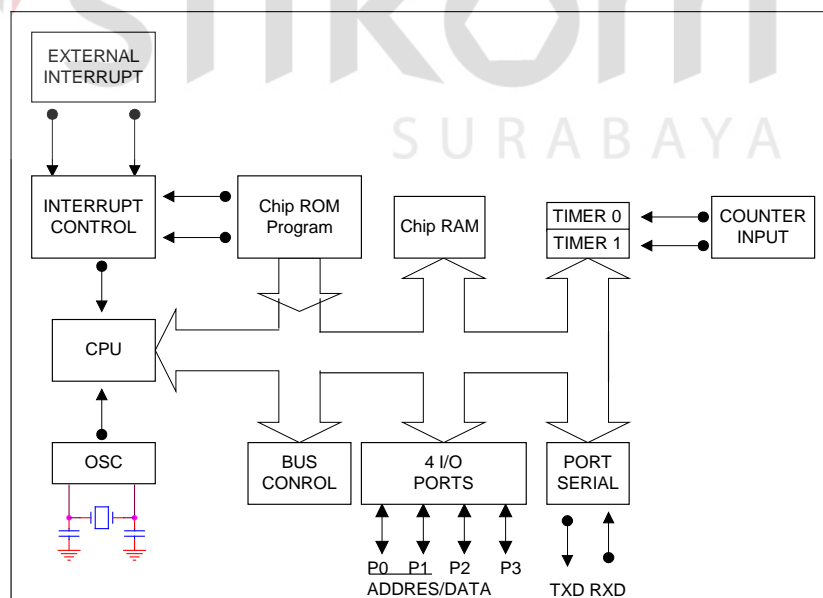 stikom
SURABAYA
EXTERNAL
INTERRUPT
INTERRUPT
CONTROL
Chip ROM
Program
Chip RAM
TIMER 0
TIMER 1
COUNTER
INPUT
CPU
OSC
BUS
CONROL
4 I/O
PORTS
PORT
SERIAL
P0 P1 P2 P3
ADDRES/DATA
TXD RXD